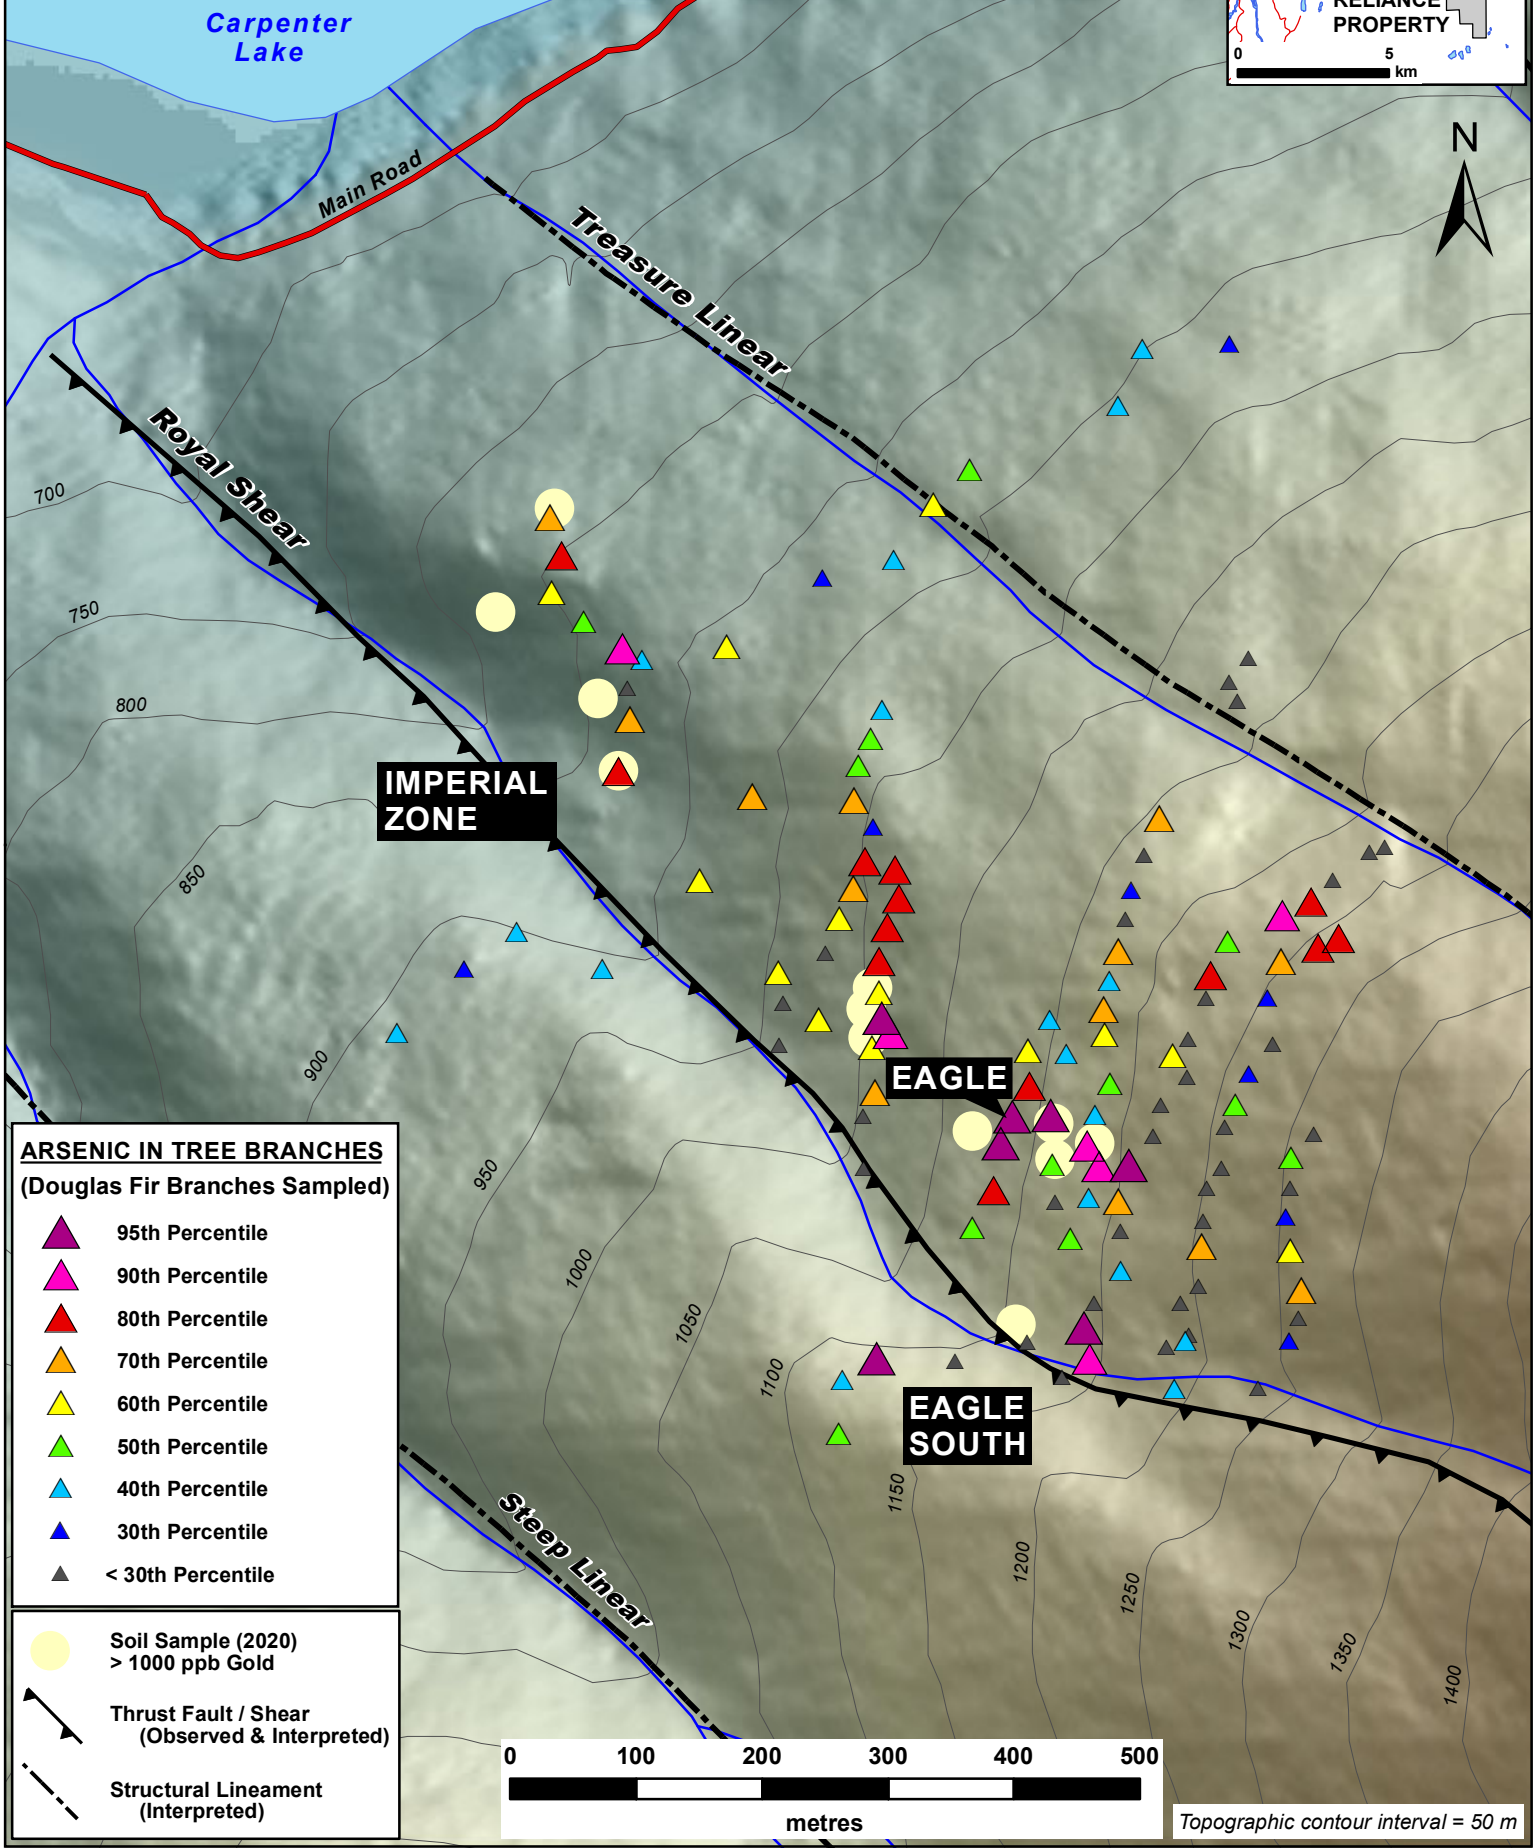 Carpenter
Lake
RELIANCE
PROPERTY
0 5
km
N
Main Road
Treasure Linear
Royal Shear
700
750
800
850
900
950
1000
1050
1100
1150
1200
1250
1300
1350
1400
IMPERIAL
ZONE
EAGLE
EAGLE
SOUTH
Steep Linear
ARSENIC IN TREE BRANCHES
(Douglas Fir Branches Sampled)
95th Percentile
90th Percentile
80th Percentile
70th Percentile
60th Percentile
50th Percentile
40th Percentile
30th Percentile
< 30th Percentile
Soil Sample (2020)
> 1000 ppb Gold
Thrust Fault / Shear
(Observed & Interpreted)
Structural Lineament
(Interpreted)
0 100 200 300 400 500
metres
Topographic contour interval = 50 m